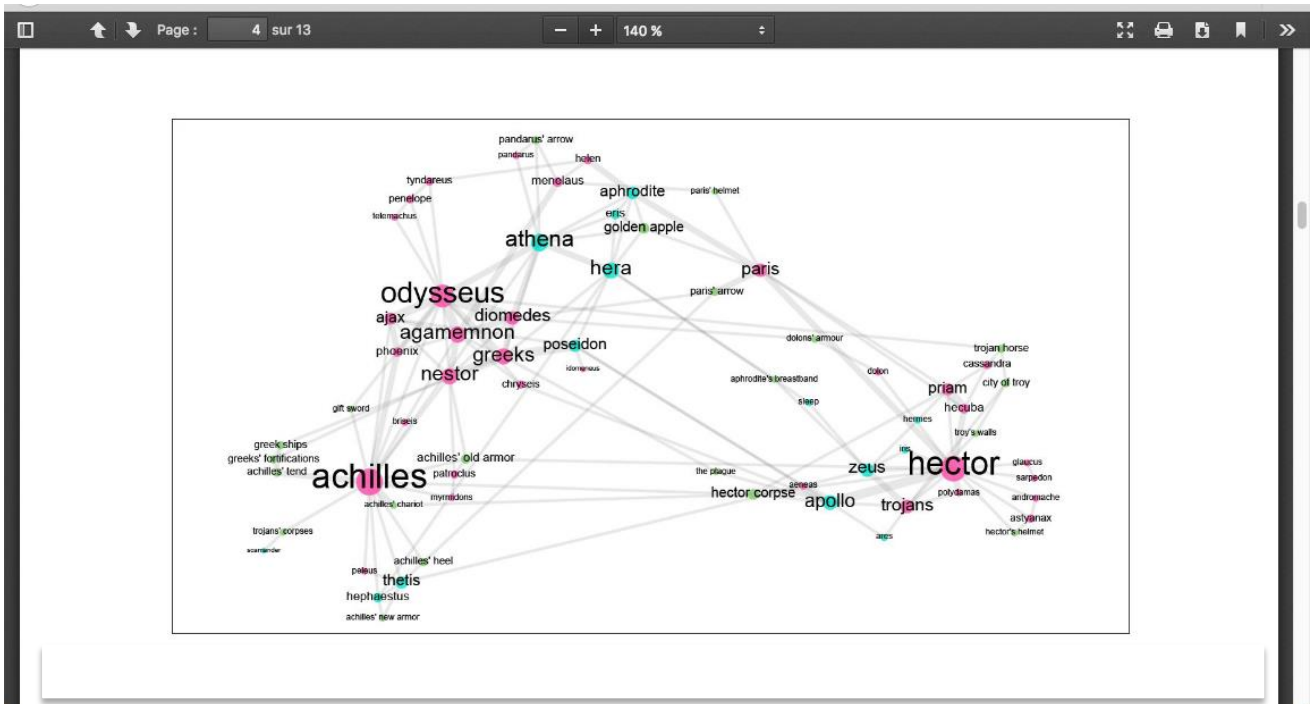 Page : 4 sur 13
− + 140 %
pandarus' arrow
pandarus
helen
tyndareus
menelaus
aphrodite
paris' helmet
penelope
telemachus
eris
golden apple
athena
hera
paris
odysseus
paris' arrow
ajax
diomedes
agamemnon
poseidon
dolons' armour
phoenix
greeks
trojan horse
idomeneus
cassandra
nestor
chryseis
aphrodite's breastband
dolon
priam
city of troy
gift sword
sleep
hecuba
briseis
hermes
troy's walls
greek ships
greeks' fortifications
achilles' old armor
iris
achilles' tend
achilles
patroclus
the plague
zeus
hector
glaucus
sarpedon
aeneas
myrmidons
hector corpse
apollo
polydamas
andromache
achilles' chariot
trojans
astyanax
trojans' corpses
ares
hector's helmet
scamander
achilles' heel
peleus
thetis
hephaestus
achilles' new armor